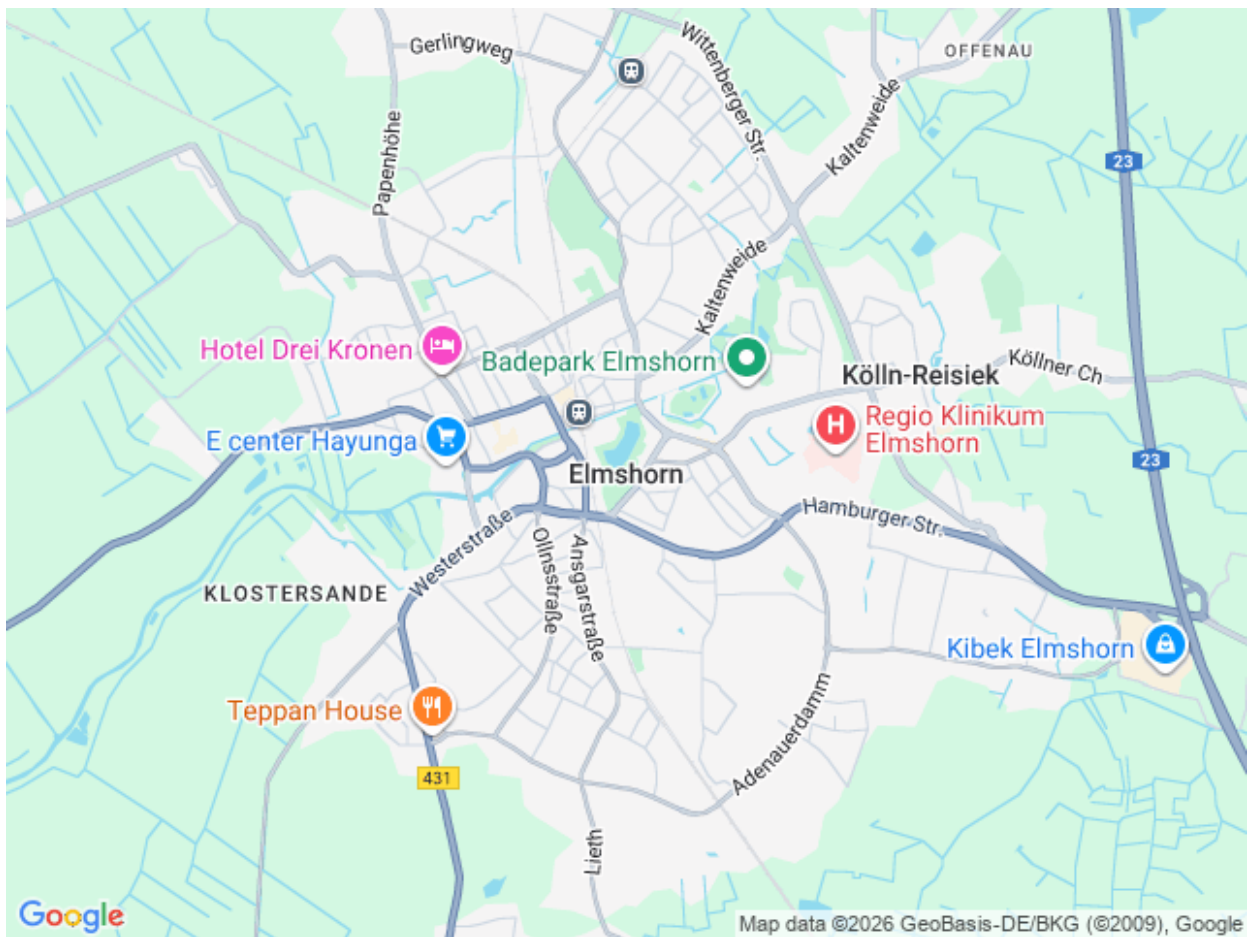 Gerlingweg
Wittenberger Str.
OFFENAU
Papenhöhe
Kaltenweide
23
Kaltenweide
Hotel Drei Kronen
Badepark Elmshorn
Kölln-Reisiek
Köllner Ch
Regio Klinikum
Elmshorn
E center Hayunga
23
Elmshorn
Hamburger Str.
Westerstraße
Ollnsstraße
Ansgarstraße
KLOSTERSANDE
Kibek Elmshorn
Teppan House
Adenauerdamm
431
Lieth
Google
Map data ©2026 GeoBasis-DE/BKG (©2009), Google